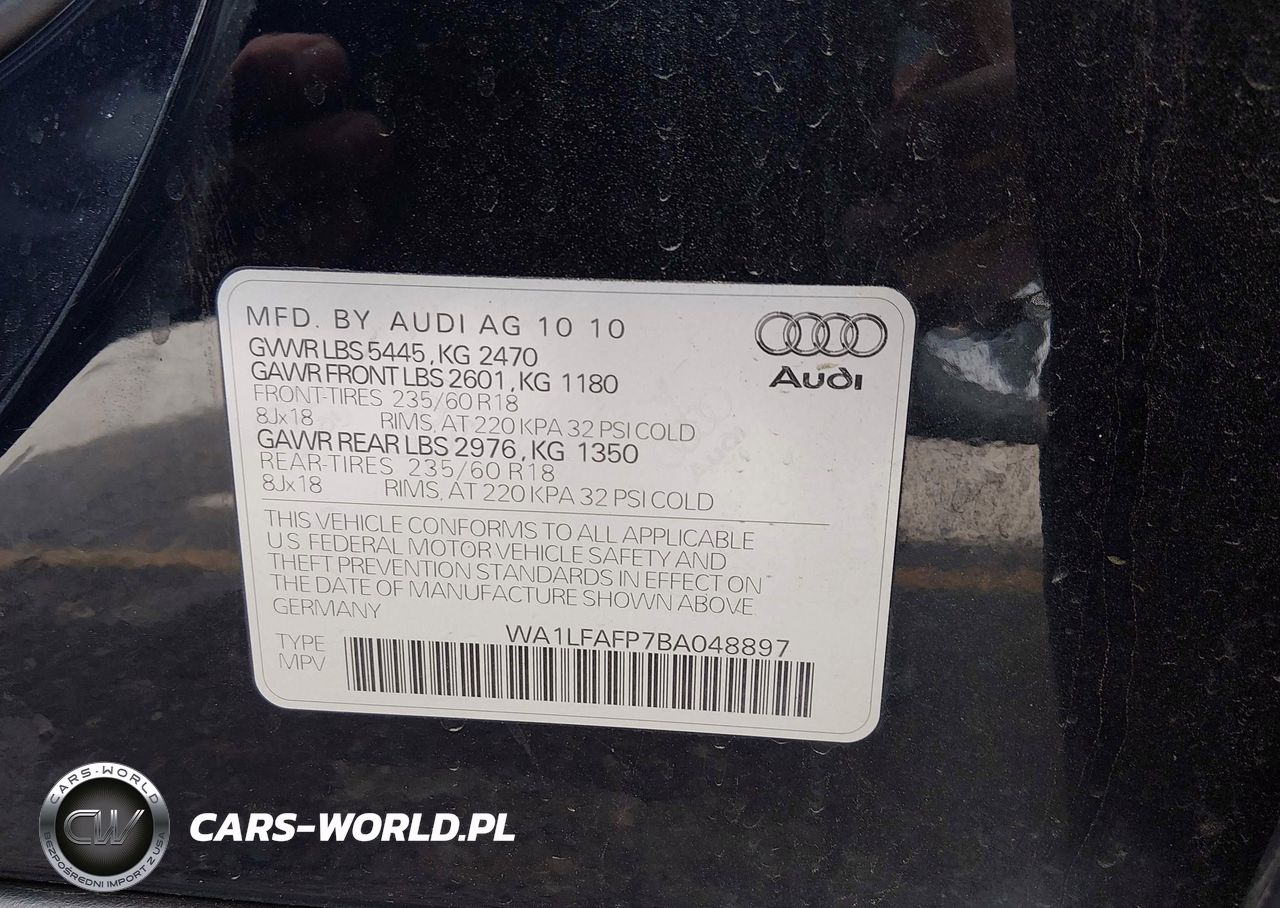 MFD. BY AUDI AG 10 10
GVWR LBS 5445, KG 2470
GAWR FRONT LBS 2601, KG 1180
FRONT-TIRES 235/60 R18
8Jx18 RIMS, AT 220 KPA 32 PSI COLD
GAWR REAR LBS 2976, KG 1350
REAR-TIRES 235/60 R18
8Jx18 RIMS, AT 220 KPA 32 PSI COLD
Audi
THIS VEHICLE CONFORMS TO ALL APPLICABLE
U.S. FEDERAL MOTOR VEHICLE SAFETY AND
THEFT PREVENTION STANDARDS IN EFFECT ON
THE DATE OF MANUFACTURE SHOWN ABOVE
GERMANY
WA1LFAFP7BA048897
TYPE
MPV
CARS-WORLD
CW
BEZPOŚREDNI IMPORT Z USA
CARS-WORLD.PL